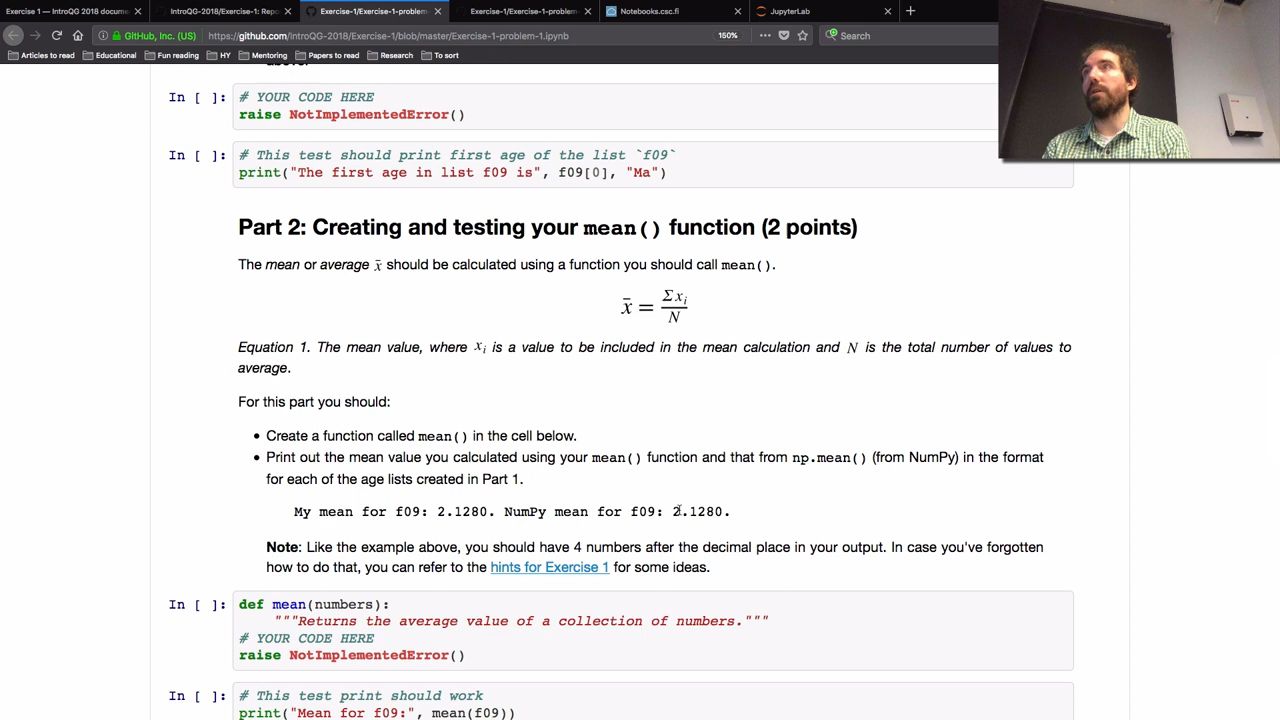 Exercise 1 — IntroQG 2018 docume
IntroQG-2018/Exercise-1: Repo
Exercise-1/Exercise-1-problem
Exercise-1/Exercise-1-problem
Notebooks.csc.fi
JupyterLab
GitHub, Inc. (US)
https://github.com/IntroQG-2018/Exercise-1/blob/master/Exercise-1-problem-1.ipynb
150%
Search
Articles to read
Educational
Fun reading
HY
Mentoring
Papers to read
Research
To sort
above.
In [ ]:
# YOUR CODE HERE
raise NotImplementedError()
In [ ]:
# This test should print first age of the list `f09`
print("The first age in list f09 is", f09[0], "Ma")
Part 2: Creating and testing your mean() function (2 points)
The mean or average x̄ should be calculated using a function you should call mean().
x̄ = Σxi / N
Equation 1. The mean value, where xi is a value to be included in the mean calculation and N is the total number of values to
average.
For this part you should:
• Create a function called mean() in the cell below.
• Print out the mean value you calculated using your mean() function and that from np.mean() (from NumPy) in the format
for each of the age lists created in Part 1.
My mean for f09: 2.1280. NumPy mean for f09: 2.1280.
Note: Like the example above, you should have 4 numbers after the decimal place in your output. In case you've forgotten
how to do that, you can refer to the hints for Exercise 1 for some ideas.
In [ ]:
def mean(numbers):
"""Returns the average value of a collection of numbers."""
# YOUR CODE HERE
raise NotImplementedError()
In [ ]:
# This test print should work
print("Mean for f09:", mean(f09))